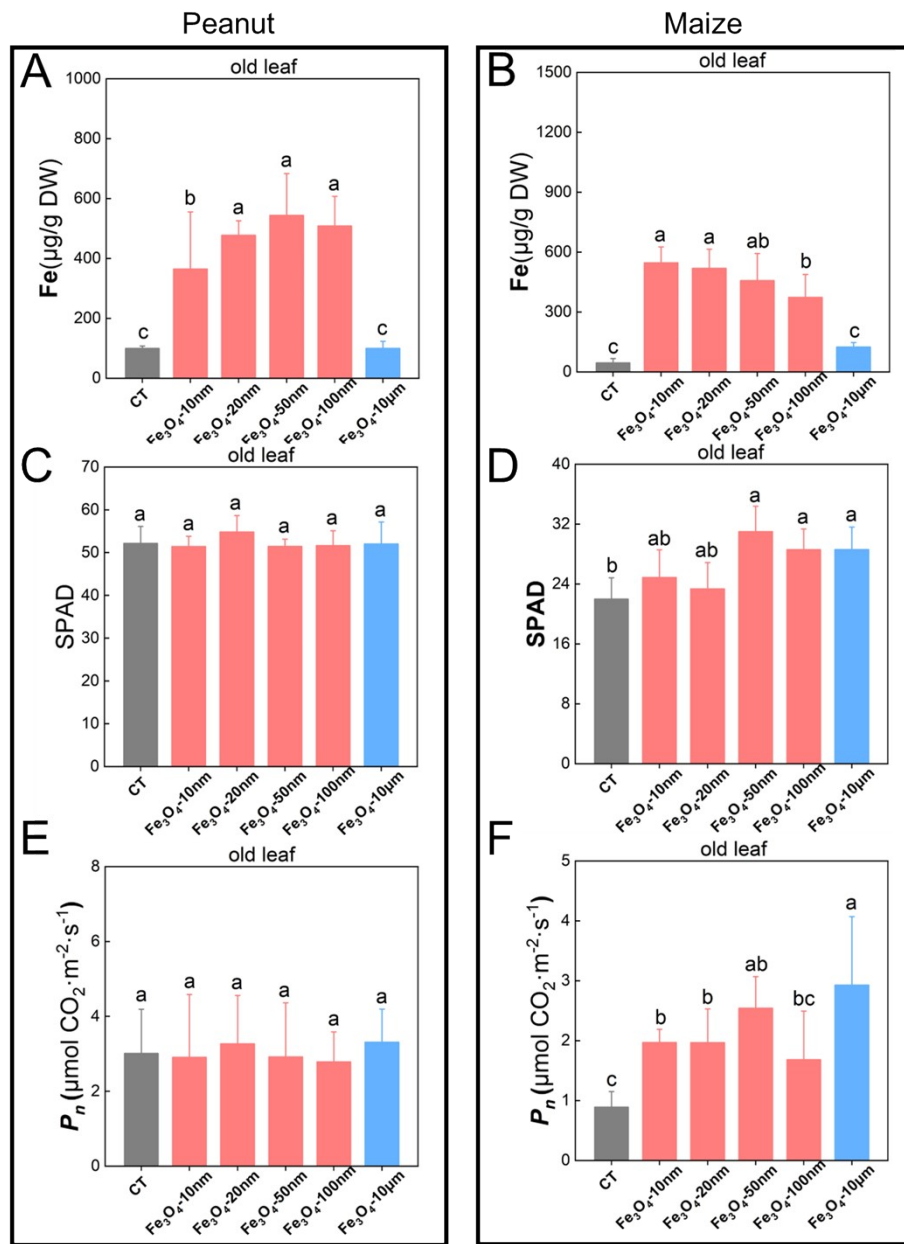 Peanut
Maize
A
old leaf
Fe(µg/g DW)
1000
800
600
400
200
0
c
b
a
a
a
c
CT
Fe₃O₄-10nm
Fe₃O₄-20nm
Fe₃O₄-50nm
Fe₃O₄-100nm
Fe₃O₄-10µm
B
old leaf
Fe(µg/g DW)
1500
1200
900
600
300
0
c
a
a
ab
b
c
CT
Fe₃O₄-10nm
Fe₃O₄-20nm
Fe₃O₄-50nm
Fe₃O₄-100nm
Fe₃O₄-10µm
C
old leaf
SPAD
70
60
50
40
30
20
10
0
a
a
a
a
a
a
CT
Fe₃O₄-10nm
Fe₃O₄-20nm
Fe₃O₄-50nm
Fe₃O₄-100nm
Fe₃O₄-10µm
D
old leaf
SPAD
40
32
24
16
8
0
b
ab
ab
a
a
a
CT
Fe₃O₄-10nm
Fe₃O₄-20nm
Fe₃O₄-50nm
Fe₃O₄-100nm
Fe₃O₄-10µm
E
old leaf
Pₙ (µmol CO₂·m⁻²·s⁻¹)
8
6
4
2
0
a
a
a
a
a
a
CT
Fe₃O₄-10nm
Fe₃O₄-20nm
Fe₃O₄-50nm
Fe₃O₄-100nm
Fe₃O₄-10µm
F
old leaf
Pₙ (µmol CO₂·m⁻²·s⁻¹)
5
4
3
2
1
0
c
b
b
ab
bc
a
CT
Fe₃O₄-10nm
Fe₃O₄-20nm
Fe₃O₄-50nm
Fe₃O₄-100nm
Fe₃O₄-10µm